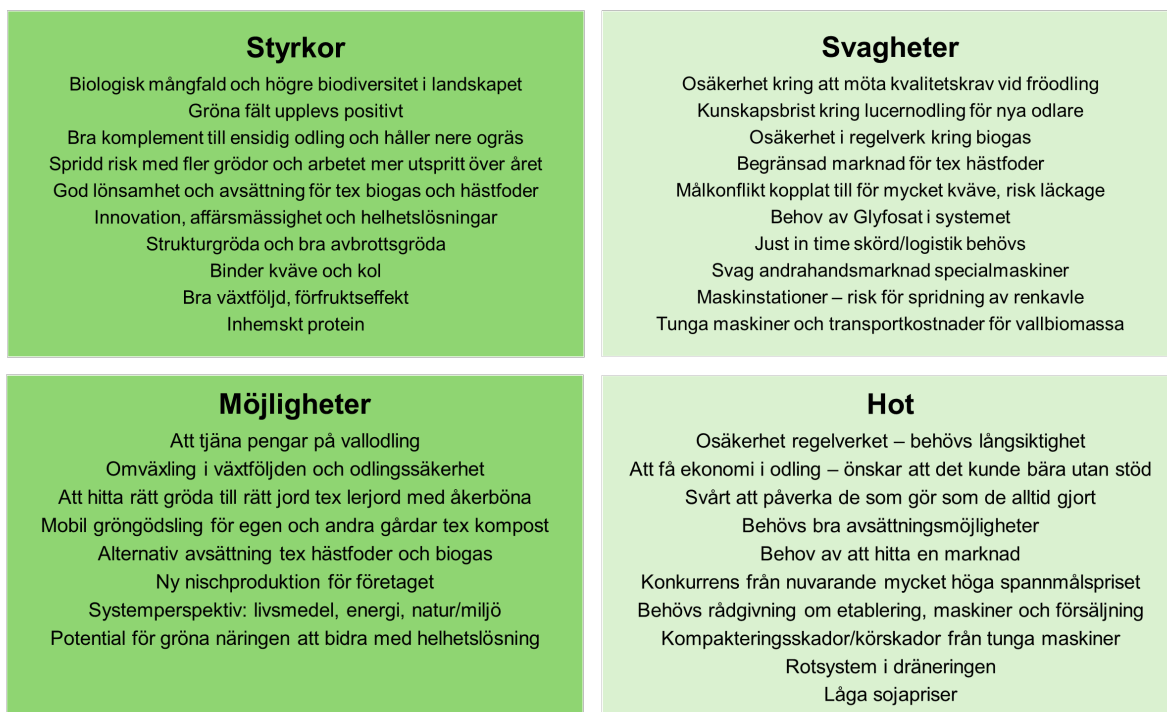 Styrkor
Biologisk mångfald och högre biodiversitet i landskapet
Gröna fält upplevs positivt
Bra komplement till ensidig odling och håller nere ogräs
Spridd risk med fler grödor och arbetet mer utspritt över året
God lönsamhet och avsättning för tex biogas och hästfoder
Innovation, affärsmässighet och helhetslösningar
Strukturgröda och bra avbrottsgröda
Binder kväve och kol
Bra växtföljd, förfruktseffekt
Inhemskt protein
Svagheter
Osäkerhet kring att möta kvalitetskrav vid fröodling
Kunskapsbrist kring lucernodling för nya odlare
Osäkerhet i regelverk kring biogas
Begränsad marknad för tex hästfoder
Målkonflikt kopplat till för mycket kväve, risk läckage
Behov av Glyfosat i systemet
Just in time skörd/logistik behövs
Svag andrahandsmarknad specialmaskiner
Maskinstationer – risk för spridning av renkavle
Tunga maskiner och transportkostnader för vallbiomassa
Möjligheter
Att tjäna pengar på vallodling
Omväxling i växtföljden och odlingssäkerhet
Att hitta rätt gröda till rätt jord tex lerjord med åkerböna
Mobil gröngödsling för egen och andra gårdar tex kompost
Alternativ avsättning tex hästfoder och biogas
Ny nischproduktion för företaget
Systemperspektiv: livsmedel, energi, natur/miljö
Potential för gröna näringen att bidra med helhetslösning
Hot
Osäkerhet regelverket – behövs långsiktighet
Att få ekonomi i odling – önskar att det kunde bära utan stöd
Svårt att påverka de som gör som de alltid gjort
Behövs bra avsättningsmöjligheter
Behov av att hitta en marknad
Konkurrens från nuvarande mycket höga spannmålspriset
Behövs rådgivning om etablering, maskiner och försäljning
Kompakteringsskador/körskador från tunga maskiner
Rotsystem i dräneringen
Låga sojapriser